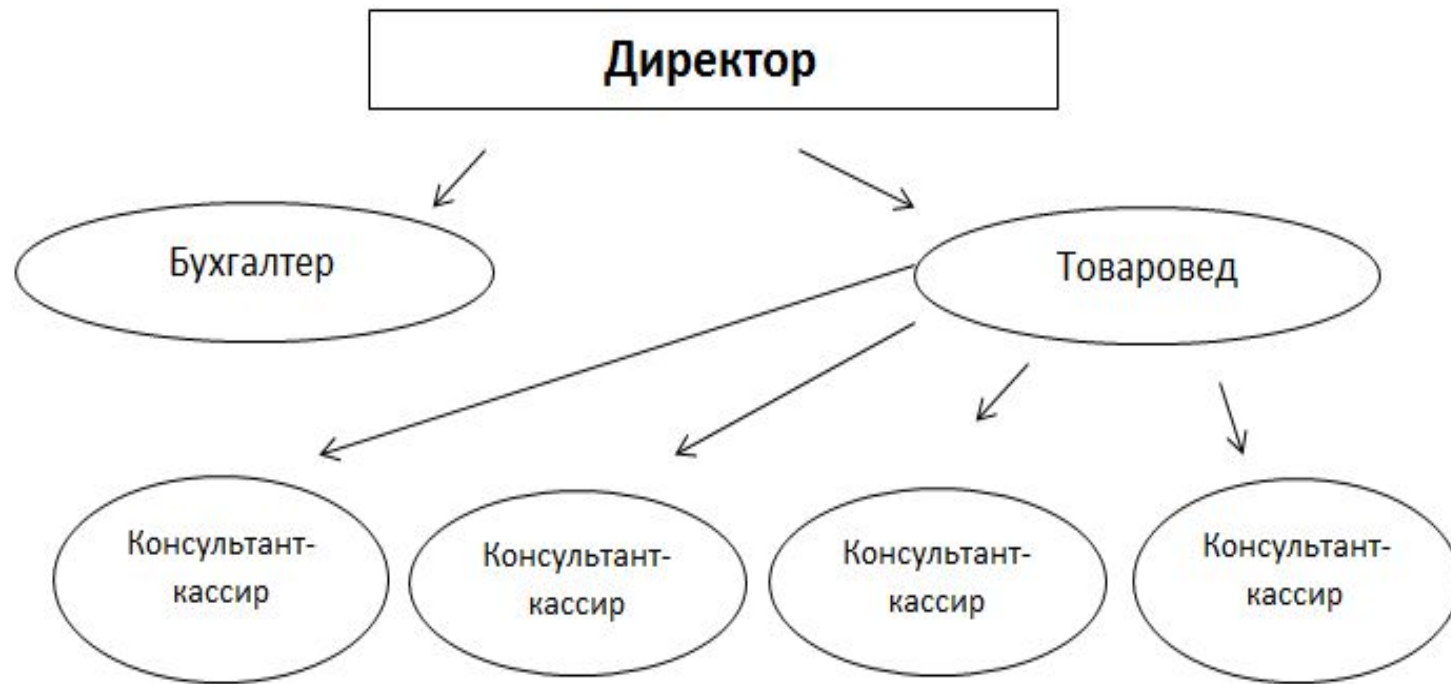 Директор
Бухгалтер
Товаровед
Консультант-
кассир
Консультант-
кассир
Консультант-
кассир
Консультант-
кассир